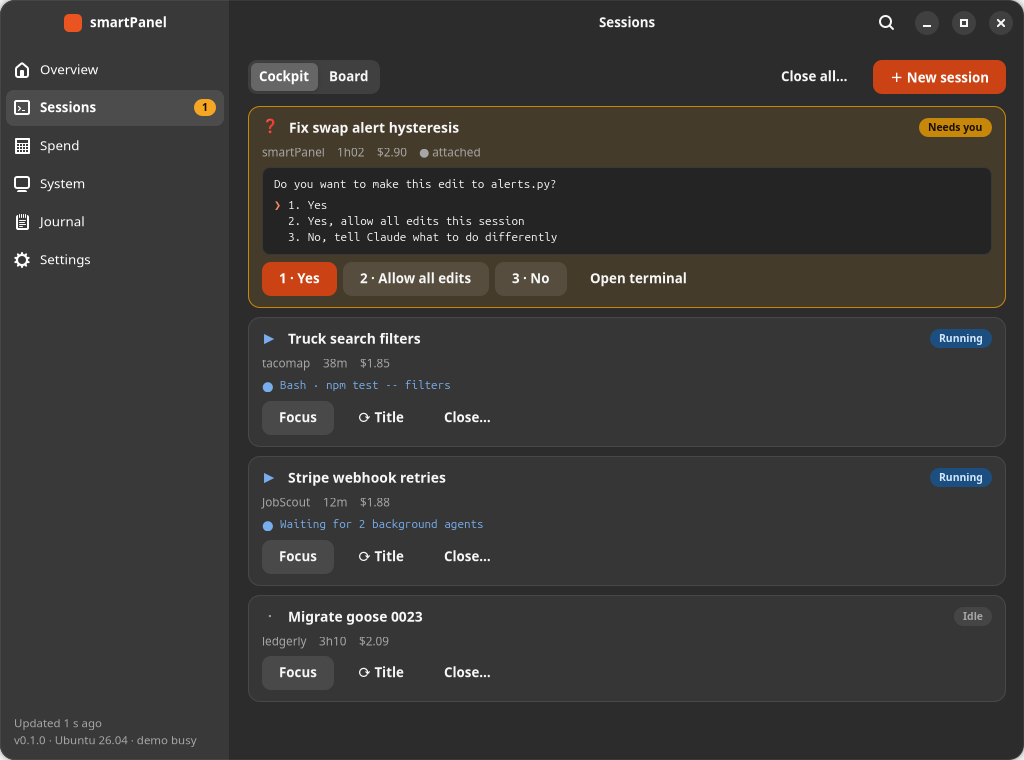 smartPanel
Sessions
Overview
Sessions 1
Spend
System
Journal
Settings
Updated 1 s ago
v0.1.0 · Ubuntu 26.04 · demo busy
Cockpit Board Close all... + New session
❓ Fix swap alert hysteresis Needs you
smartPanel 1h02 $2.90 ● attached
Do you want to make this edit to alerts.py?
❯ 1. Yes
2. Yes, allow all edits this session
3. No, tell Claude what to do differently
1 · Yes 2 · Allow all edits 3 · No Open terminal
▶ Truck search filters Running
tacomap 38m $1.85
● Bash · npm test -- filters
Focus ⟳ Title Close...
▶ Stripe webhook retries Running
JobScout 12m $1.88
● Waiting for 2 background agents
Focus ⟳ Title Close...
· Migrate goose 0023 Idle
ledgerly 3h10 $2.09
Focus ⟳ Title Close...